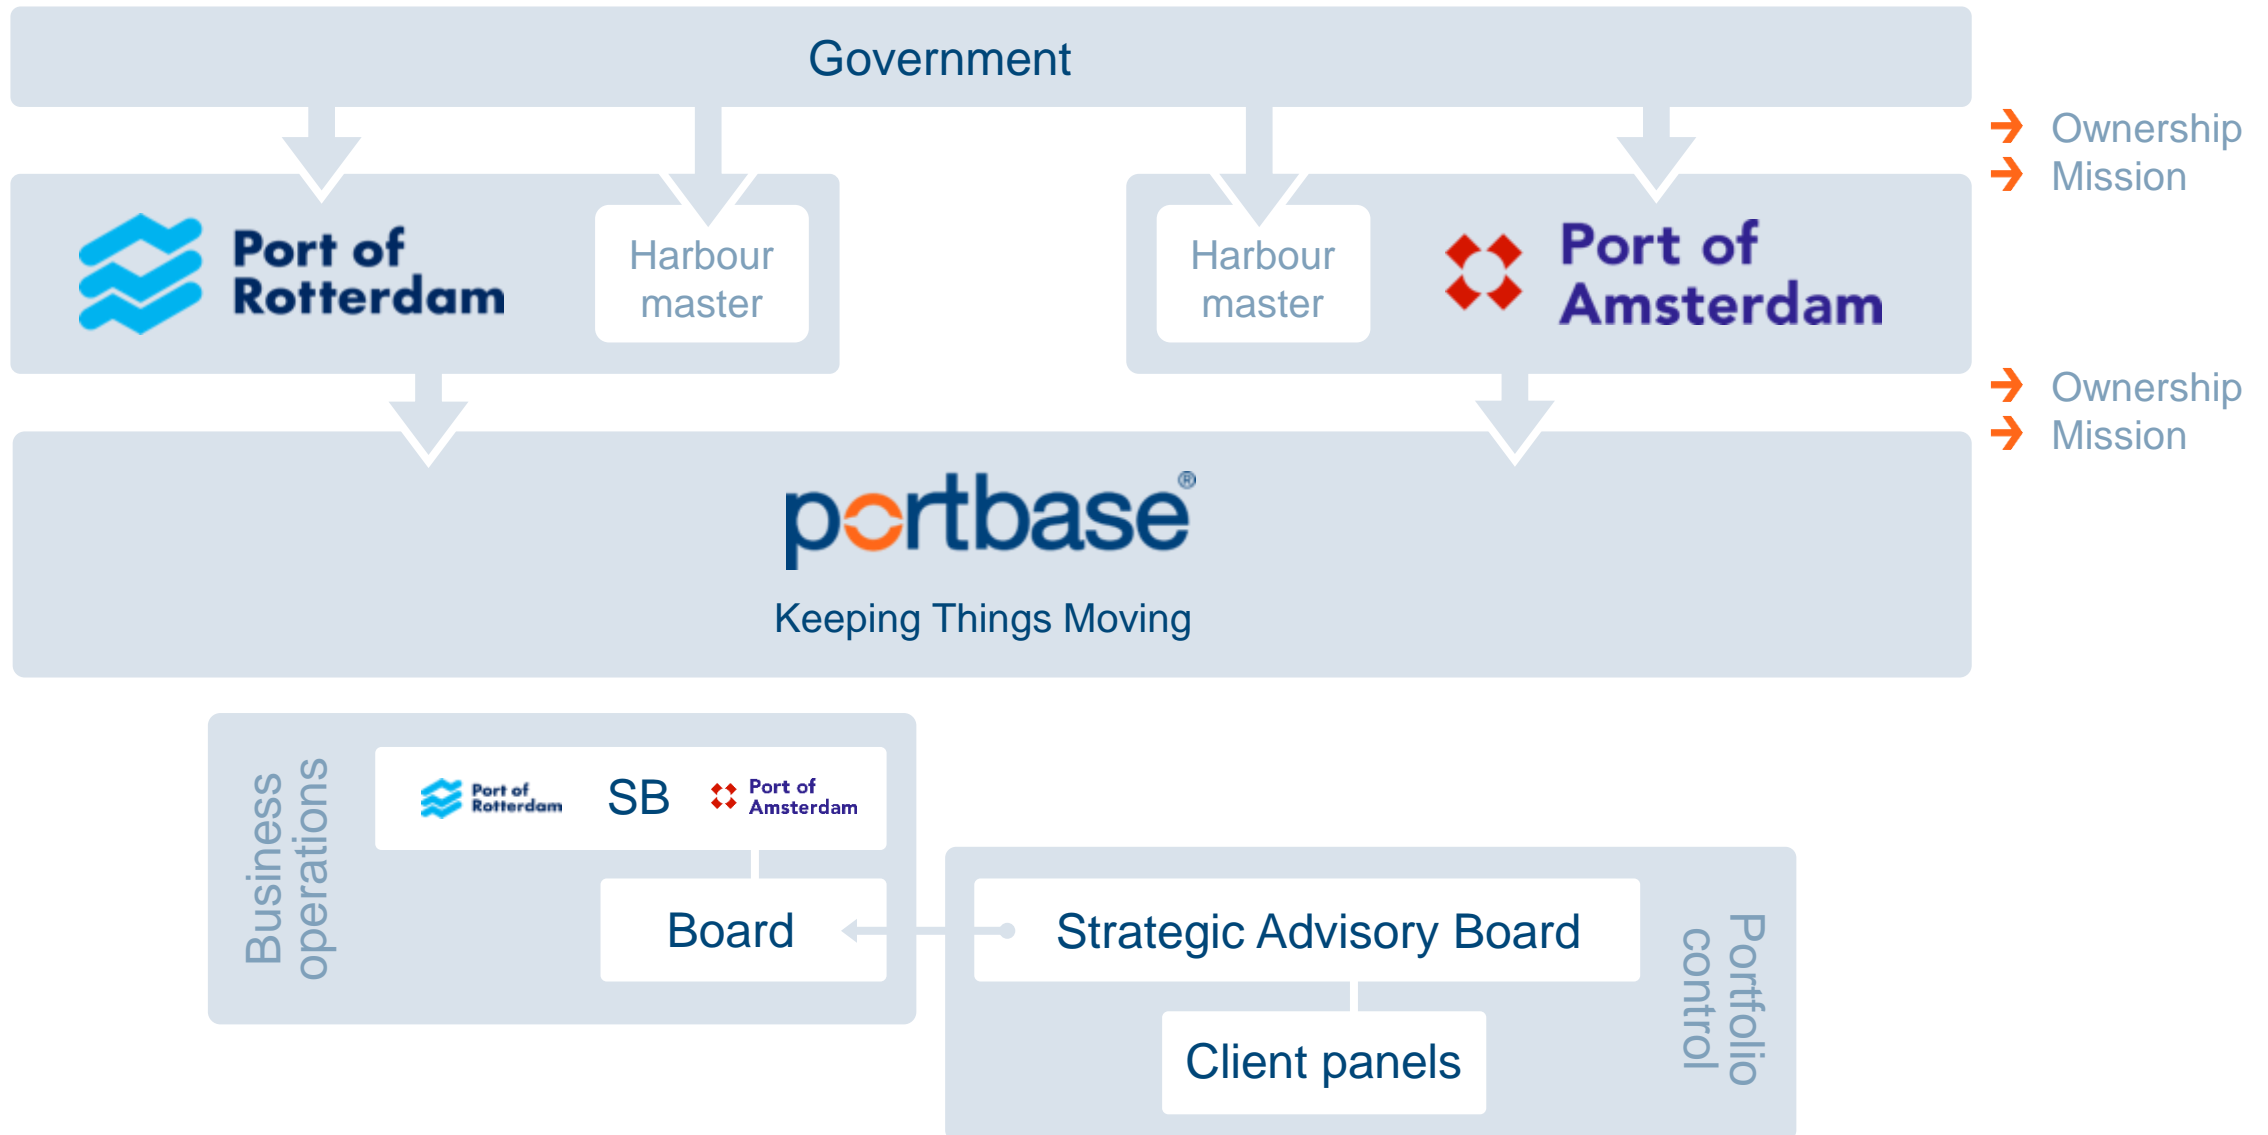 Government
Ownership
Mission
Port of
Rotterdam
Harbour
master
Harbour
master
Port of
Amsterdam
Ownership
Mission
portbase®
Keeping Things Moving
Business
operations
Port of
Rotterdam
SB
Port of
Amsterdam
Board
Strategic Advisory Board
Client panels
Portfolio
control